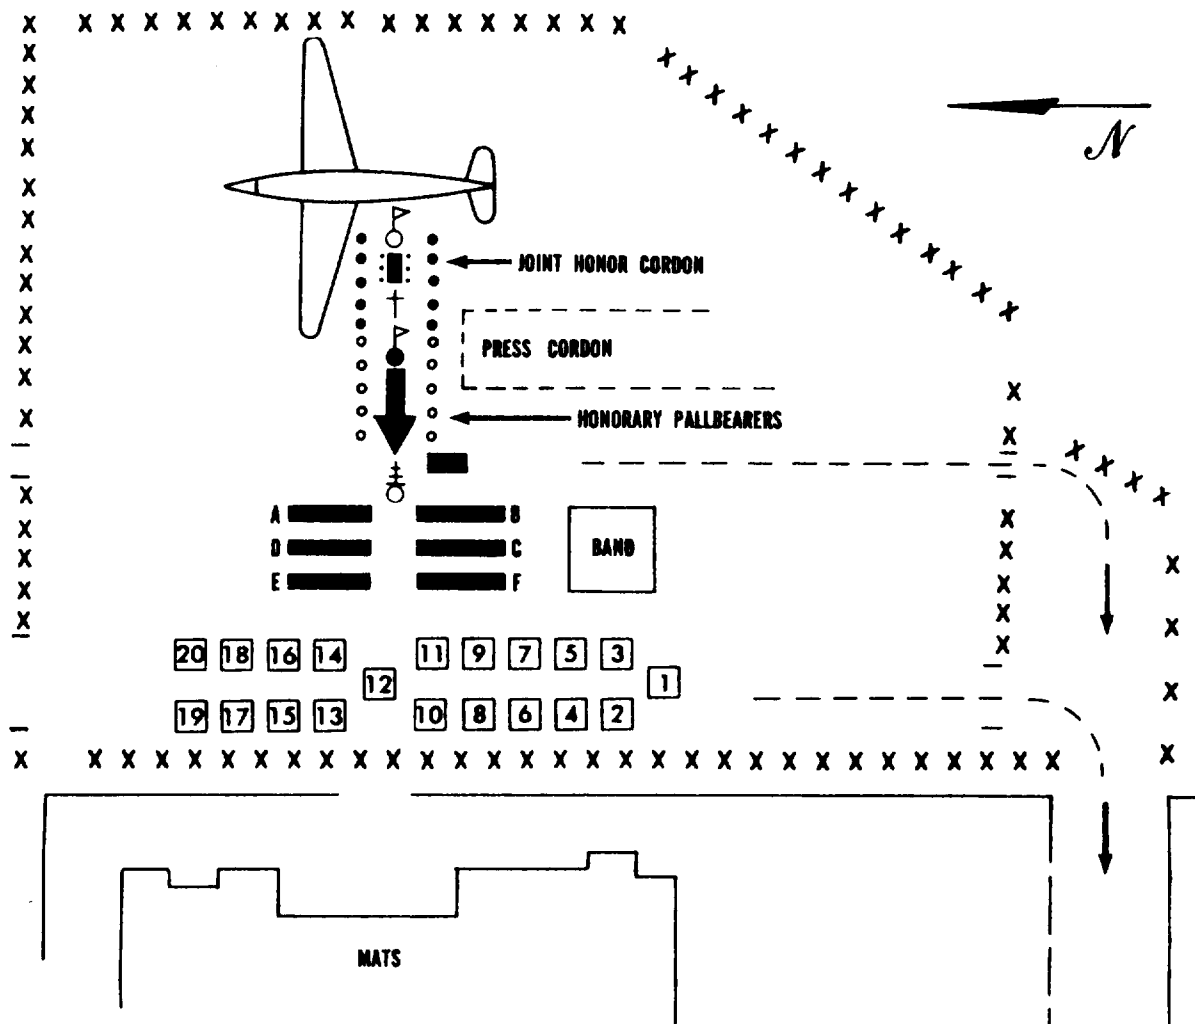 N
JOINT HONOR CORDON
PRESS CORDON
HONORARY PALLBEARERS
A B
D C BAND
E F
20 18 16 14 11 9 7 5 3
12 1
19 17 15 13 10 8 6 4 2
MATS